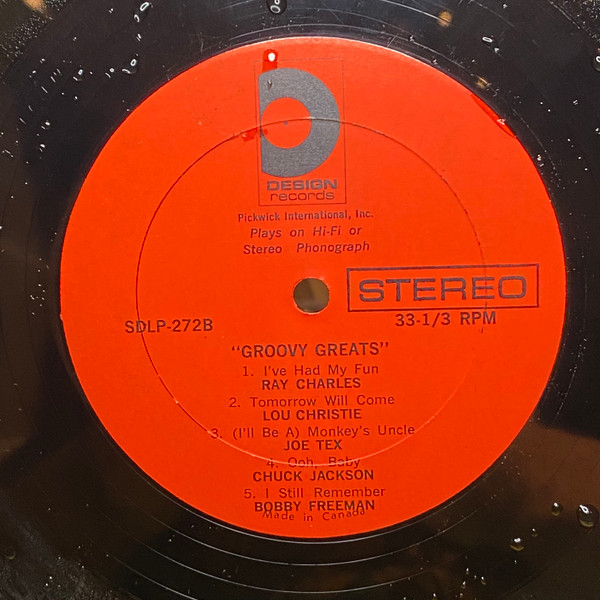 DESIGN
records
Pickwick International, Inc.
Plays on Hi-Fi or
Stereo Phonograph
STEREO
SDLP-272B
33-1/3 RPM
"GROOVY GREATS"
1. I've Had My Fun
RAY CHARLES
2. Tomorrow Will Come
LOU CHRISTIE
3. (I'll Be A) Monkey's Uncle
JOE TEX
4. Ooh, Baby
CHUCK JACKSON
5. I Still Remember
BOBBY FREEMAN
Made in Canada